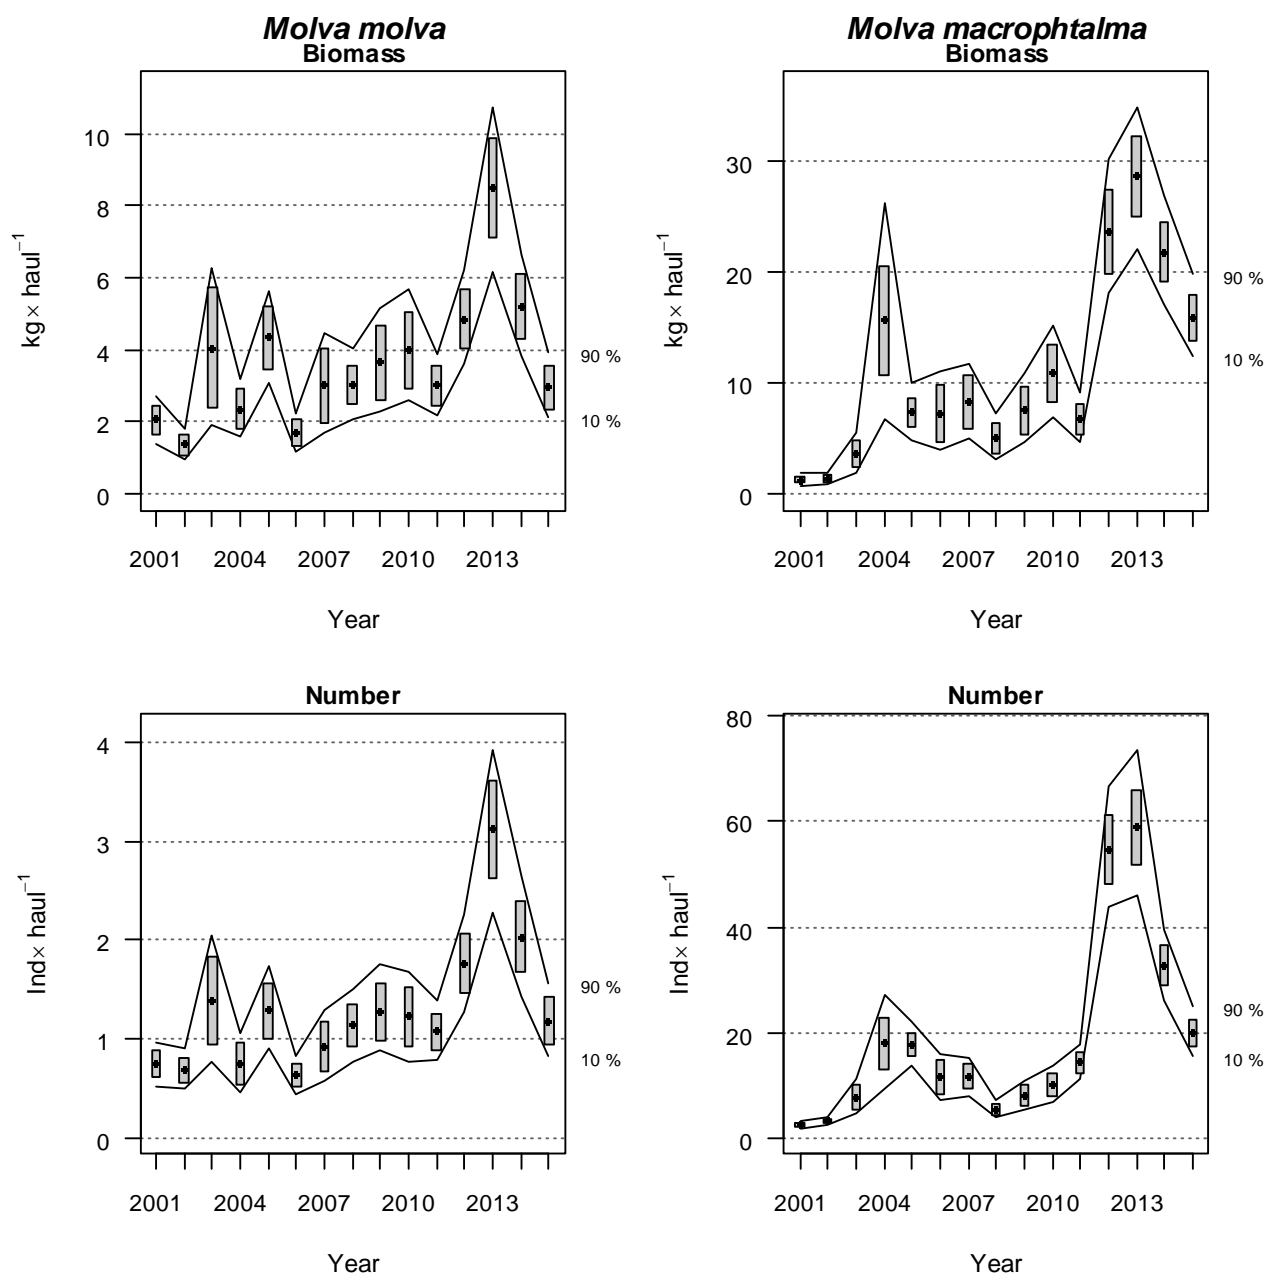 Molva molva
Biomass
kg× haul⁻¹
10
8
6
4
2
0
90 %
10 %
2001 2004 2007 2010 2013
Year
Molva macrophtalma
Biomass
kg× haul⁻¹
30
20
10
0
90 %
10 %
2001 2004 2007 2010 2013
Year
Number
Ind× haul⁻¹
4
3
2
1
0
90 %
10 %
2001 2004 2007 2010 2013
Year
Number
Ind× haul⁻¹
80
60
40
20
0
90 %
10 %
2001 2004 2007 2010 2013
Year